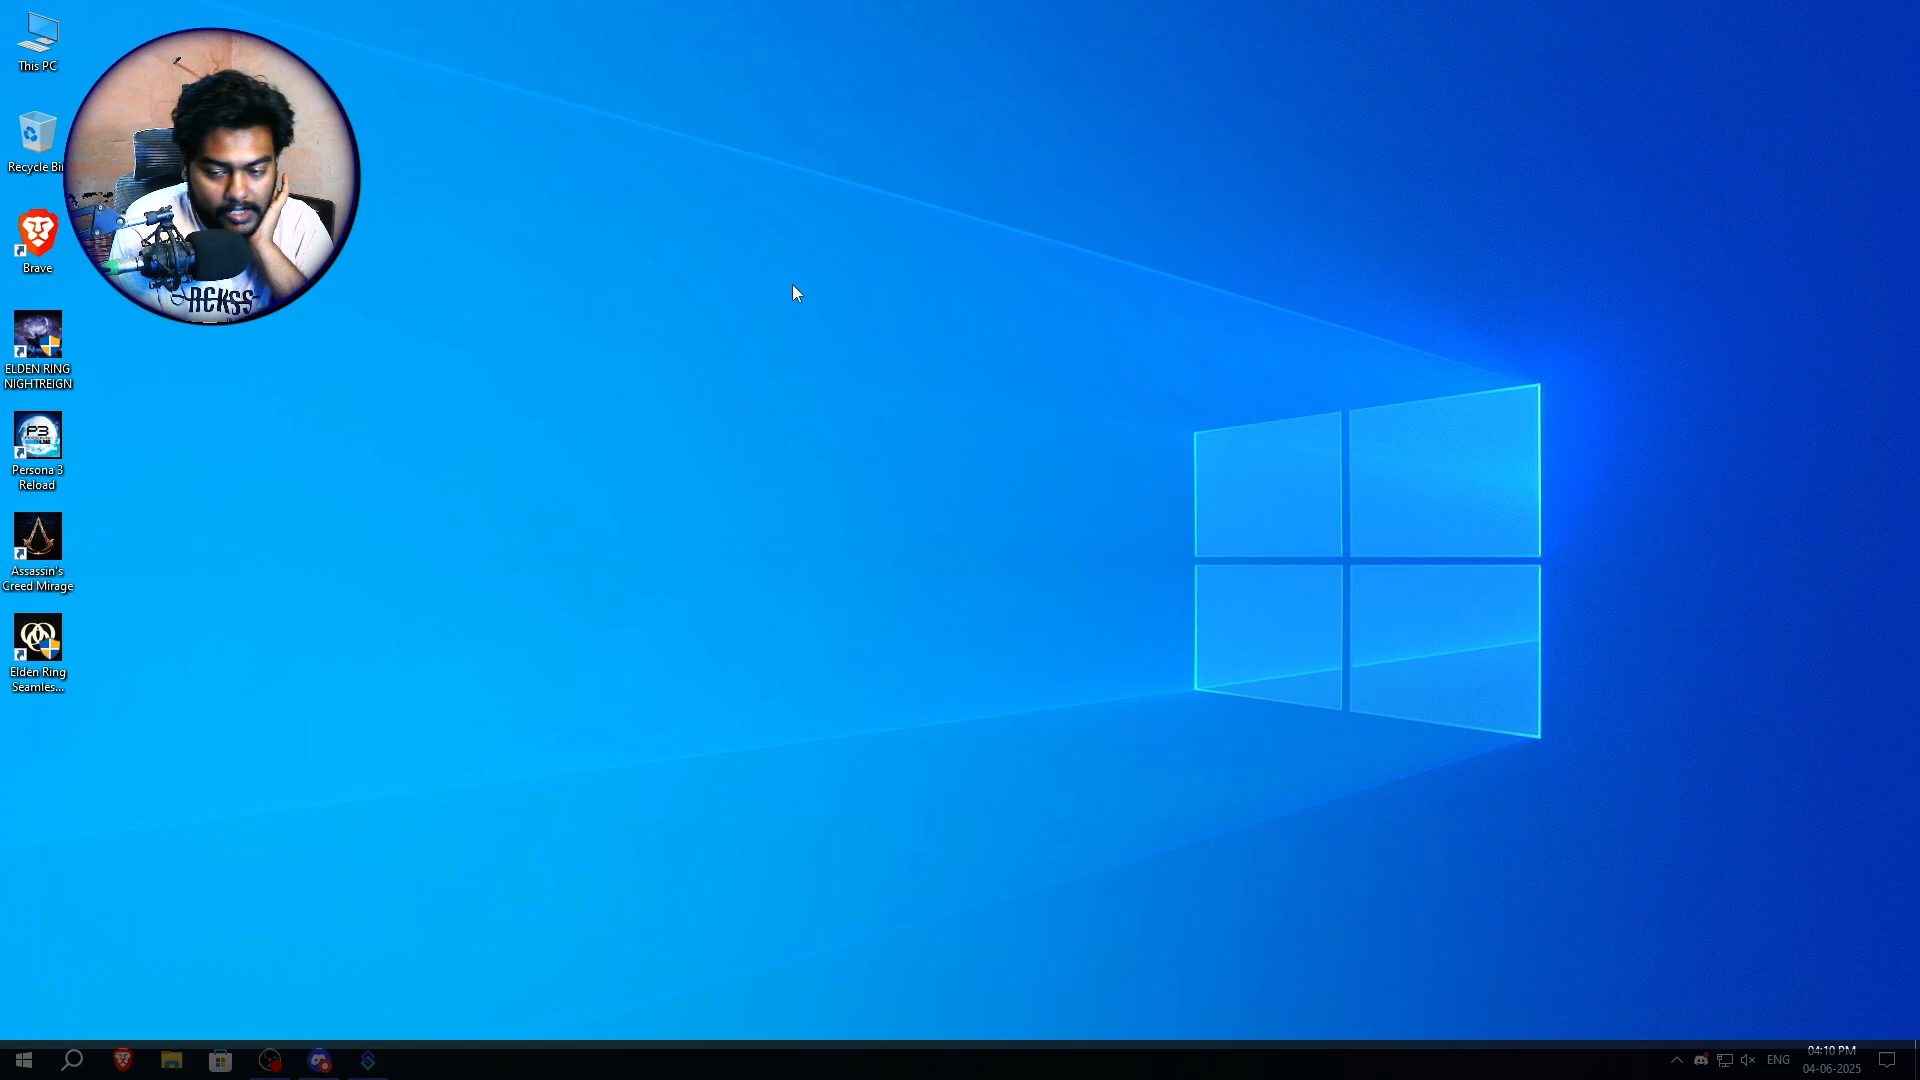 This PC
Recycle Bin
Brave
ELDEN RING
NIGHTREIGN
P3
Persona 3
Reload
Assassin's
Creed Mirage
Elden Ring
Seamles...
RCKSS
ENG
04:10 PM
04-06-2025